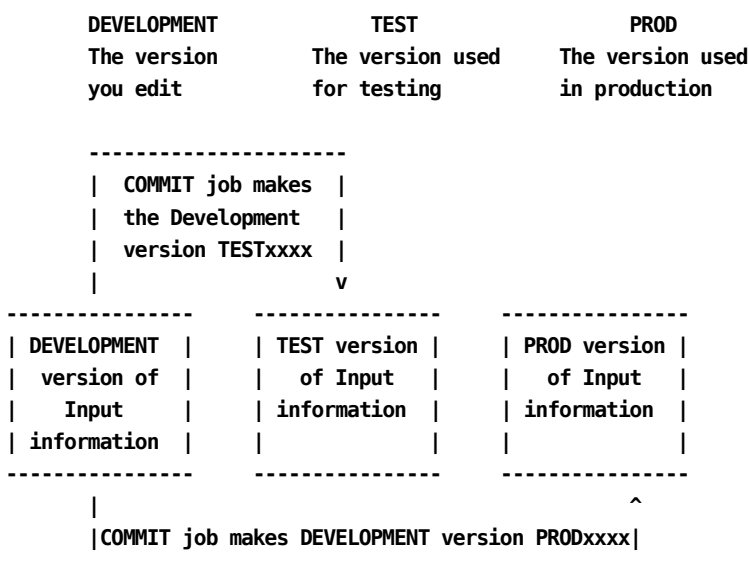 DEVELOPMENT TEST PROD
The version The version used The version used
you edit for testing in production
COMMIT job makes
the Development
version TESTxxxx
v
DEVELOPMENT TEST version PROD version
version of of Input of Input
Input information information
information
^
COMMIT job makes DEVELOPMENT version PRODxxxx